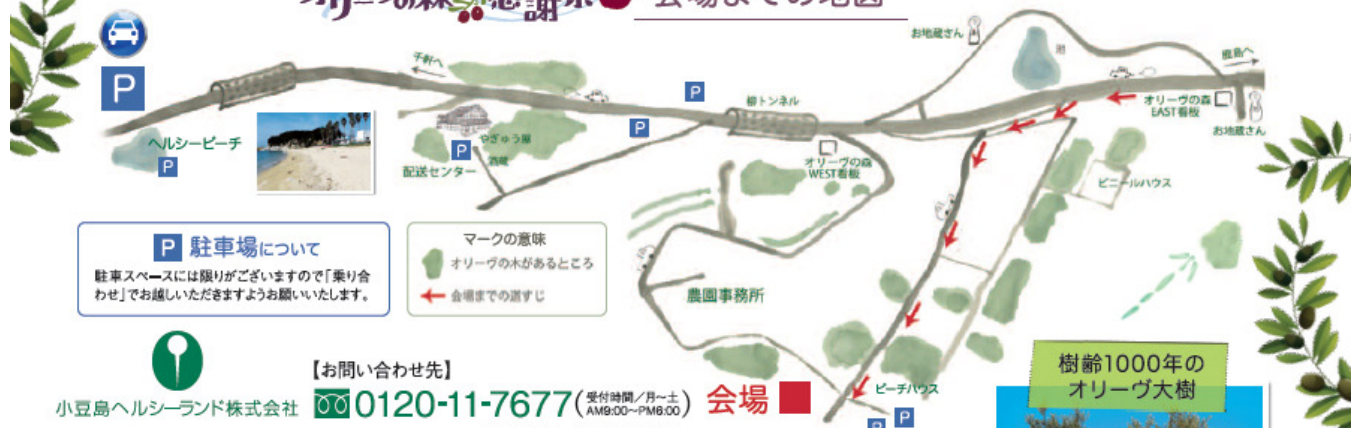 会場までの地図
お地蔵さん
池
鹿島へ
千軒へ
P
P
柳トンネル
オリーヴの森
EAST看板
お地蔵さん
P
ヘルシービーチ
P
やぎゅう屋
酒蔵
P
配送センター
オリーヴの森
WEST看板
ビニールハウス
P 駐車場について
駐車スペースには限りがございますので「乗り合
わせ」でお越しいただきますようお願いいたします。
マークの意味
オリーヴの木があるところ
会場までの道すじ
農園事務所
樹齢1000年の
オリーヴ大樹
ビーチハウス
P
P
小豆島ヘルシーランド株式会社
【お問い合わせ先】
0120-11-7677(受付時間/月~土
AM9:00~PM6:00)
会場